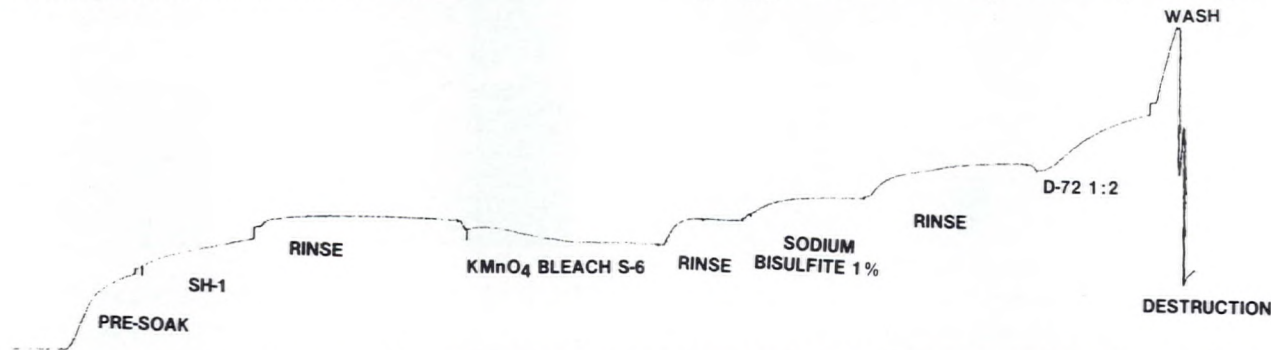 PRE-SOAK
SH-1
RINSE
KMnO4 BLEACH S-6
RINSE
SODIUM
BISULFITE 1%
RINSE
D-72 1:2
WASH
DESTRUCTION